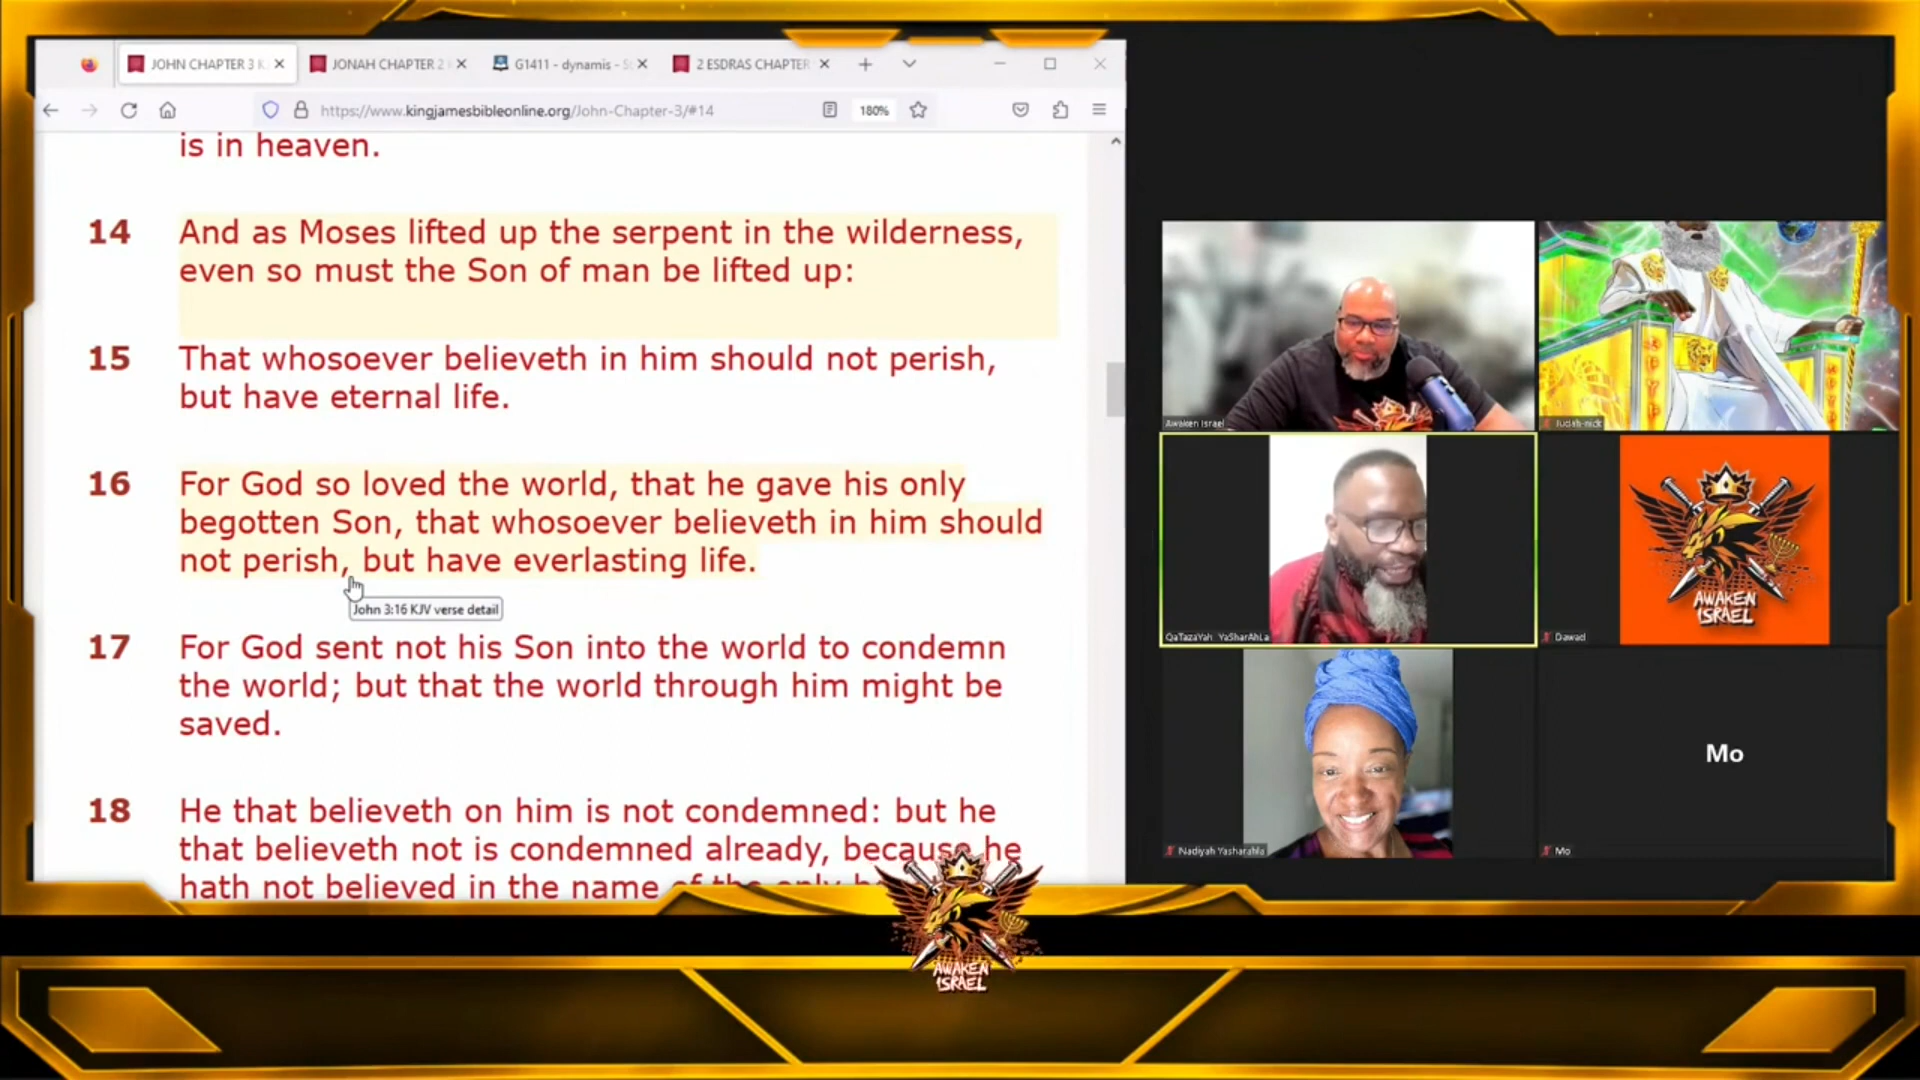 JOHN CHAPTER 3 K
JONAH CHAPTER 2
G1411 - dynamis - S
2 ESDRAS CHAPTER
https://www.kingjamesbibleonline.org/John-Chapter-3/#14
180%
is in heaven.
14 And as Moses lifted up the serpent in the wilderness,
even so must the Son of man be lifted up:
15 That whosoever believeth in him should not perish,
but have eternal life.
16 For God so loved the world, that he gave his only
begotten Son, that whosoever believeth in him should
not perish, but have everlasting life.
John 3:16 KJV verse detail
17 For God sent not his Son into the world to condemn
the world; but that the world through him might be
saved.
18 He that believeth on him is not condemned: but he
that believeth not is condemned already, because he
hath not believed in the name of the only
Awaken Israel
Judah-nick
QaTazaYah YaSharAhLa
Dawad
AWAKEN
ISRAEL
Nadiyah Yasharahla
Mo
Mo
AWAKEN
ISRAEL